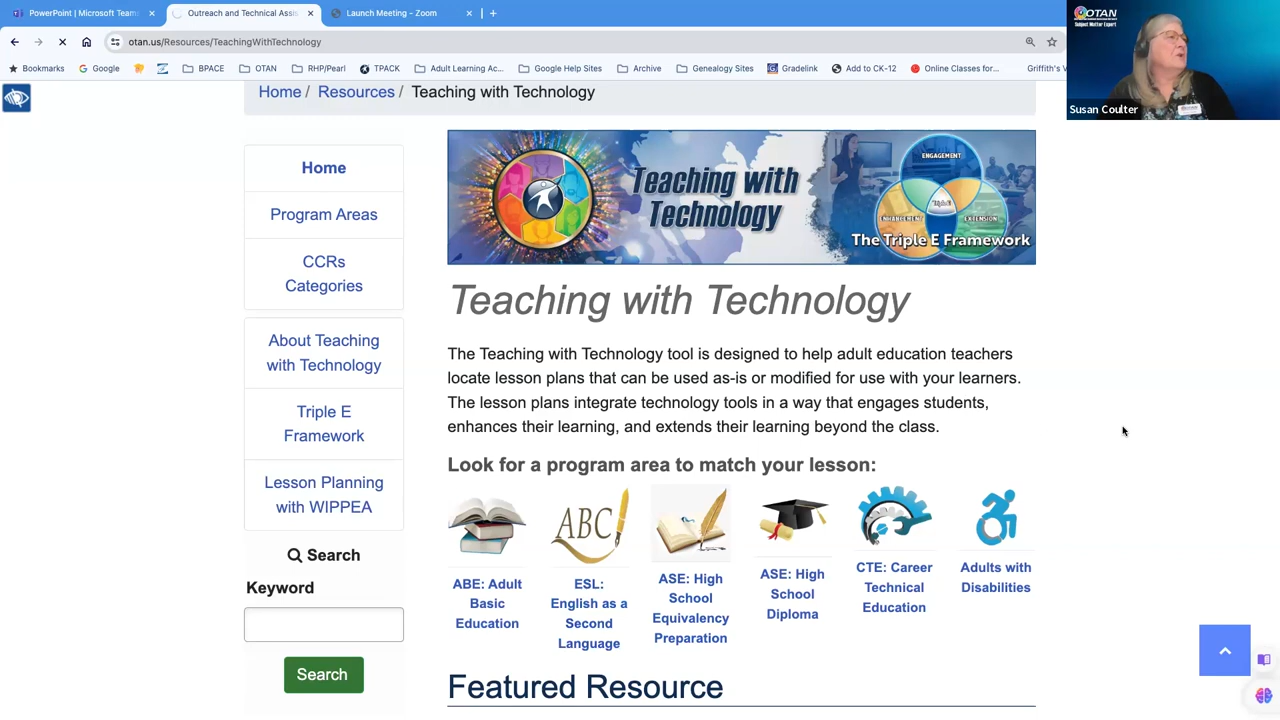 PowerPoint | Microsoft Team
Outreach and Technical Assis
Launch Meeting - Zoom
otan.us/Resources/TeachingWithTechnology
Bookmarks
Google
BPACE
OTAN
RHP/Pearl
TPACK
Adult Learning Ac...
Google Help Sites
Archive
Genealogy Sites
Gradelink
Add to CK-12
Online Classes for...
Griffith's V
OTAN
Subject Matter Expert
Susan Coulter
Home / Resources / Teaching with Technology
Home
Program Areas
CCRs
Categories
About Teaching
with Technology
Triple E
Framework
Lesson Planning
with WIPPEA
Search
Keyword
Search
Teaching with
Technology
ENGAGEMENT
ENHANCEMENT
EXTENSION
The Triple E Framework
Teaching with Technology
The Teaching with Technology tool is designed to help adult education teachers
locate lesson plans that can be used as-is or modified for use with your learners.
The lesson plans integrate technology tools in a way that engages students,
enhances their learning, and extends their learning beyond the class.
Look for a program area to match your lesson:
ABC
ABE: Adult
Basic
Education
ESL:
English as a
Second
Language
ASE: High
School
Equivalency
Preparation
ASE: High
School
Diploma
CTE: Career
Technical
Education
Adults with
Disabilities
Featured Resource